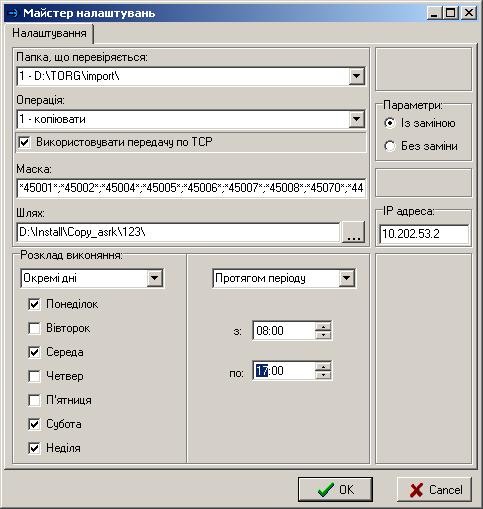 Майстер налаштувань
Налаштування
Папка, що перевіряється:
1 - D:\TORG\import\
Операція:
1 - копіювати
Використовувати передачу по TCP
Маска:
*45001*;*45002*;*45004*;*45005*;*45006*;*45007*;*45008*;*45070*;*44
Шлях:
D:\Install\Copy_asrk\123\
...
Параметри:
Із заміною
Без заміни
IP адреса:
10.202.53.2
Розклад виконяння:
Окремі дні
Понеділок
Вівторок
Середа
Четвер
П'ятниця
Субота
Неділя
Протягом періоду
з: 08:00
по: 17:00
OK
Cancel